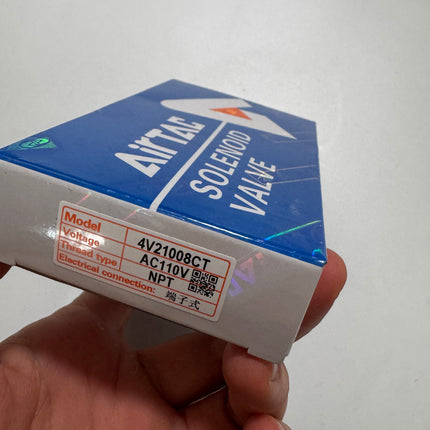 AirTAC
SOLENOID
VALVE
Model 4V21008CT
Voltage AC110V
Thread type NPT
Electrical connection: 端子式